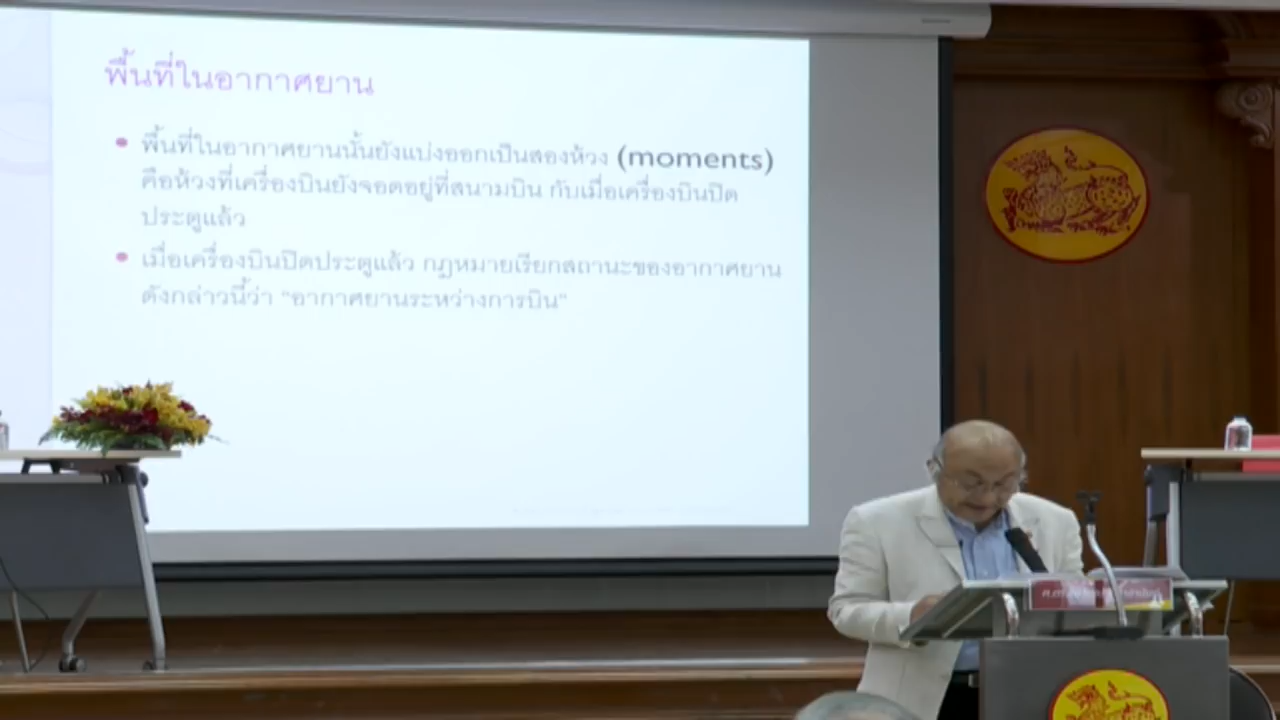 พื้นที่ในอากาศยาน
• พื้นที่ในอากาศยานนั้นยังแบ่งออกเป็นสองห้วง (moments)
คือห้วงที่เครื่องบินยังจอดอยู่ที่สนามบิน กับเมื่อเครื่องบินปิด
ประตูแล้ว
• เมื่อเครื่องบินปิดประตูแล้ว กฎหมายเรียกสถานะของอากาศยาน
ดังกล่าวนี้ว่า “อากาศยานระหว่างการบิน”